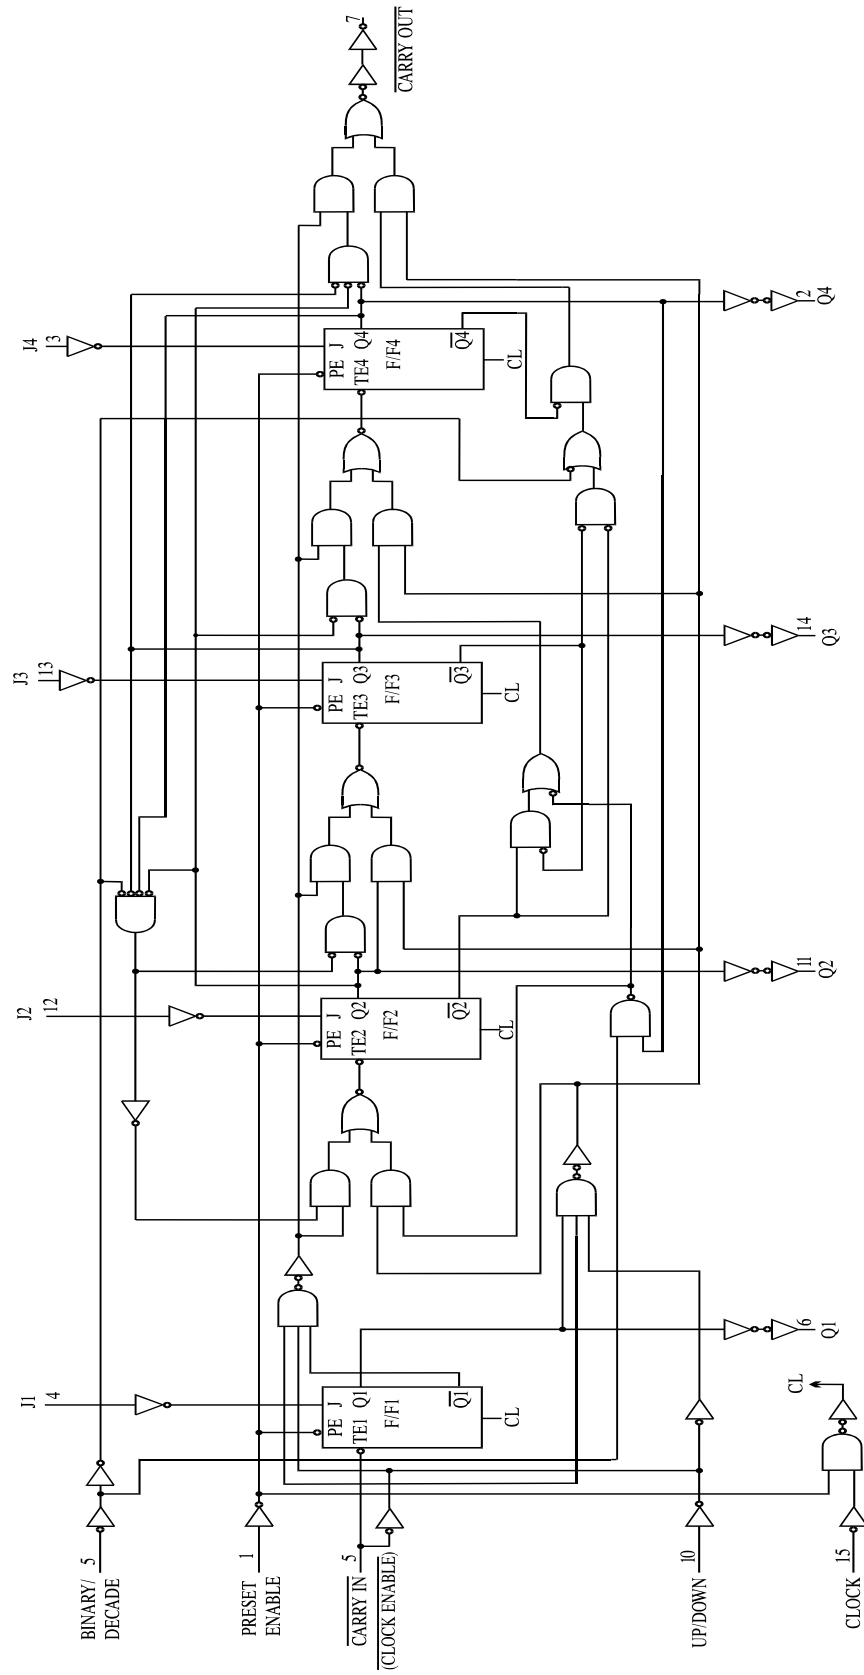 BINARY/
DECADE
5
PRESET
ENABLE
1
CARRY IN
(CLOCK ENABLE)
5
UP/DOWN
10
CLOCK
15
CL
J1
4
PE
J
TE1
Q1
F/F1
Q1
CL
Q1
6
J2
12
PE
J
TE2
Q2
F/F2
Q2
CL
Q2
11
J3
13
PE
J
TE3
Q3
F/F3
Q3
CL
Q3
14
J4
3
PE
J
TE4
Q4
F/F4
Q4
CL
Q4
2
7
CARRY OUT